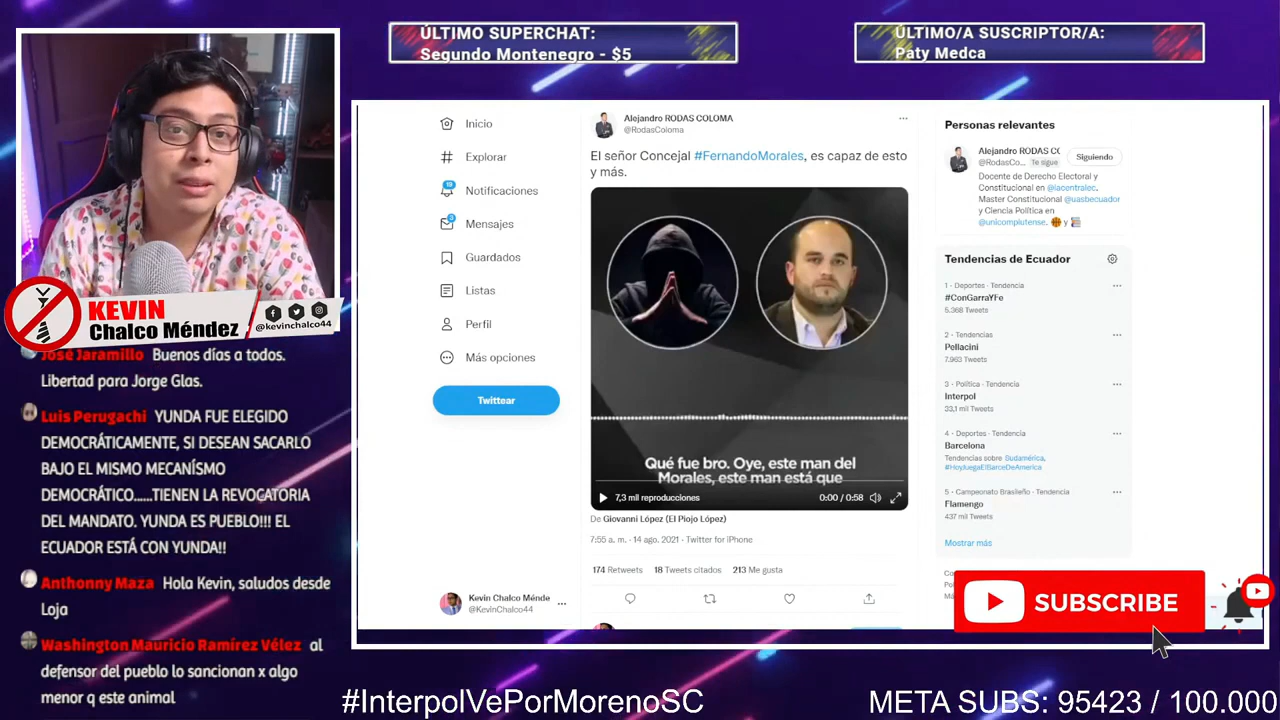 ÚLTIMO SUPERCHAT:
Segundo Montenegro - $5
ÚLTIMO/A SUSCRIPTOR/A:
Paty Medca
KEVIN
Chalco Méndez
@kevinchalco44
José Jaramillo Buenos días a todos.
Libertad para Jorge Glas.
Luis Perugachi YUNDA FUE ELEGIDO
DEMOCRÁTICAMENTE, SI DESEAN SACARLO
BAJO EL MISMO MECANÍSMO
DEMOCRÁTICO......TIENEN LA REVOCATORIA
DEL MANDATO. YUNDA ES PUEBLO!!! EL
ECUADOR ESTÁ CON YUNDA!!
Anthonny Maza Hola Kevin, saludos desde
Loja
Washington Mauricio Ramírez Vélez al
defensor del pueblo lo sancionan x algo
menor q este animal
Inicio
Explorar
19
Notificaciones
Mensajes
Guardados
Listas
Perfil
Más opciones
Twittear
Kevin Chalco Ménde
@KevinChalco44
Alejandro RODAS COLOMA
@RodasColoma
El señor Concejal #FernandoMorales, es capaz de esto
y más.
Qué fue bro. Oye, este man del
Morales, este man está que
7,3 mil reproducciones
0:00 / 0:58
De Giovanni López (El Piojo López)
7:55 a. m. · 14 ago. 2021 · Twitter for iPhone
174 Retweets 18 Tweets citados 213 Me gusta
Personas relevantes
Alejandro RODAS CO
@RodasCo... Te sigue
Siguiendo
Docente de Derecho Electoral y
Constitucional en @lacentralec.
Master Constitucional @uasbecuador
y Ciencia Política en
@unicomplutense. 🏀 y 📚
Tendencias de Ecuador
1 · Deportes · Tendencia
#ConGarraYFe
5.368 Tweets
2 · Tendencias
Pellacini
7.963 Tweets
3 · Política · Tendencia
Interpol
33,1 mil Tweets
4 · Deportes · Tendencia
Barcelona
Tendencias sobre Sudamérica,
#HoyJuegaElBarceDeAmerica
5 · Campeonato Brasileño · Tendencia
Flamengo
437 mil Tweets
Mostrar más
SUBSCRIBE
#InterpolVePorMorenoSC
META SUBS: 95423 / 100.000